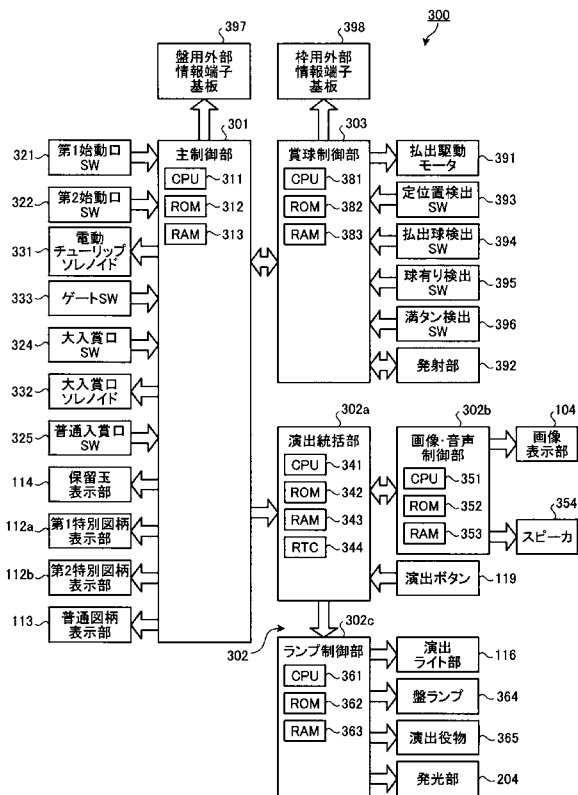 300
397
398
盤用外部
情報端子
基板
枠用外部
情報端子
基板
301
303
主制御部
CPU
311
ROM
312
RAM
313
賞球制御部
CPU
381
ROM
382
RAM
383
321
第1始動口
SW
322
第2始動口
SW
331
電動
チューリップ
ソレノイド
333
ゲートSW
324
大入賞口
SW
332
大入賞口
ソレノイド
325
普通入賞口
SW
114
保留玉
表示部
112a
第1特別図柄
表示部
112b
第2特別図柄
表示部
113
普通図柄
表示部
払出駆動
モータ
391
定位置検出
SW
393
払出球検出
SW
394
球有り検出
SW
395
満タン検出
SW
396
発射部
392
302a
演出統括部
CPU
341
ROM
342
RAM
343
RTC
344
302b
画像・音声
制御部
CPU
351
ROM
352
RAM
353
104
画像
表示部
354
スピーカ
演出ボタン
119
302
302c
ランプ制御部
CPU
361
ROM
362
RAM
363
演出
ライト部
116
盤ランプ
364
演出役物
365
発光部
204